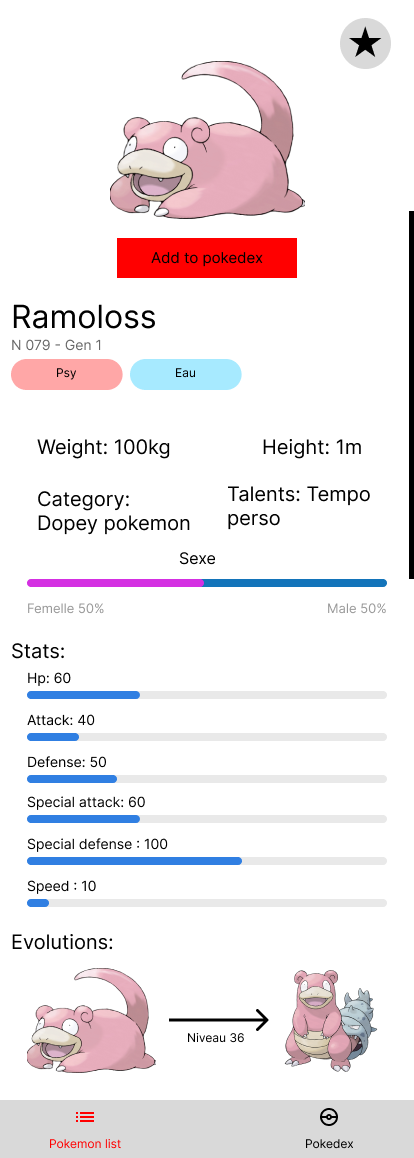 Add to pokedex
Ramoloss
N 079 - Gen 1
Psy
Eau
Weight: 100kg
Height: 1m
Category:
Dopey pokemon
Talents: Tempo
perso
Sexe
Femelle 50%
Male 50%
Stats:
Hp: 60
Attack: 40
Defense: 50
Special attack: 60
Special defense : 100
Speed : 10
Evolutions:
Niveau 36
Pokemon list
Pokedex